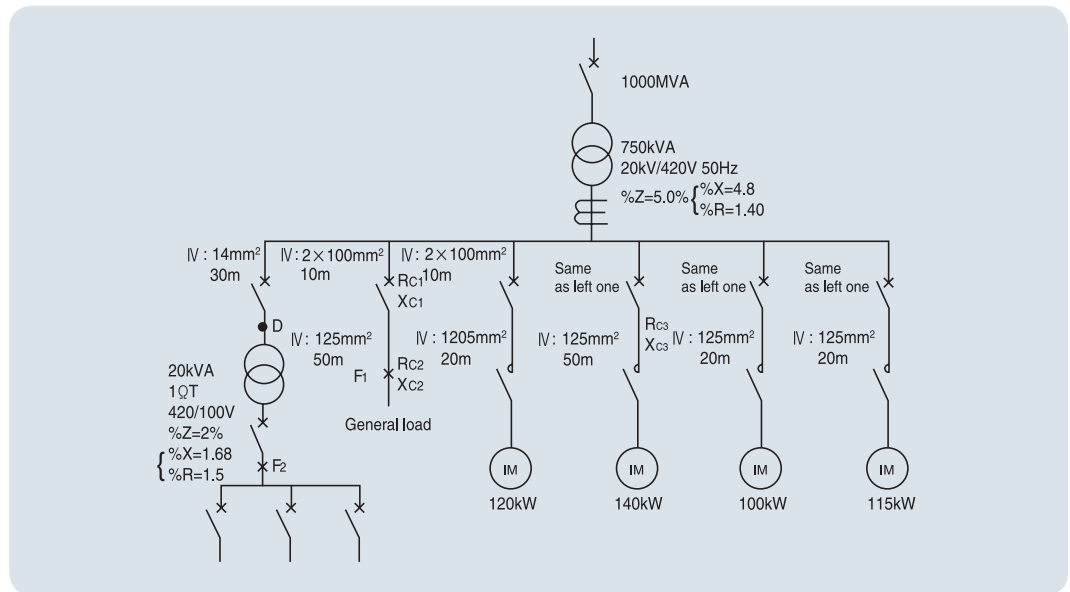 1000MVA
750kVA
20kV/420V 50Hz
%Z=5.0% { %X=4.8
%R=1.40
IV : 14mm²
30m
IV : 2×100mm²
10m
IV : 2×100mm²
10m
RC1
XC1
Same
as left one
Same
as left one
Same
as left one
D
IV : 125mm²
50m
IV : 1205mm²
20m
IV : 125mm²
50m
RC3
XC3
IV : 125mm²
20m
IV : 125mm²
20m
20kVA
1ΩT
420/100V
%Z=2%
{ %X=1.68
%R=1.5
F1
RC2
XC2
General load
F2
IM
120kW
IM
140kW
IM
100kW
IM
115kW